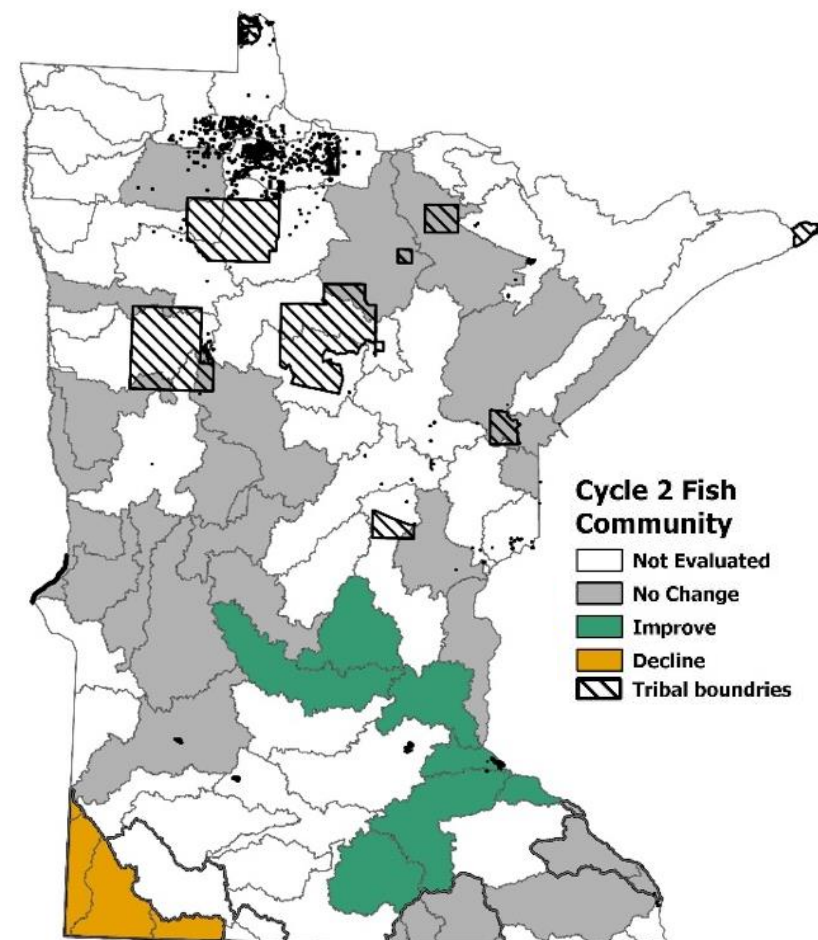 Cycle 2 Fish
Community
Not Evaluated
No Change
Improve
Decline
Tribal boundries